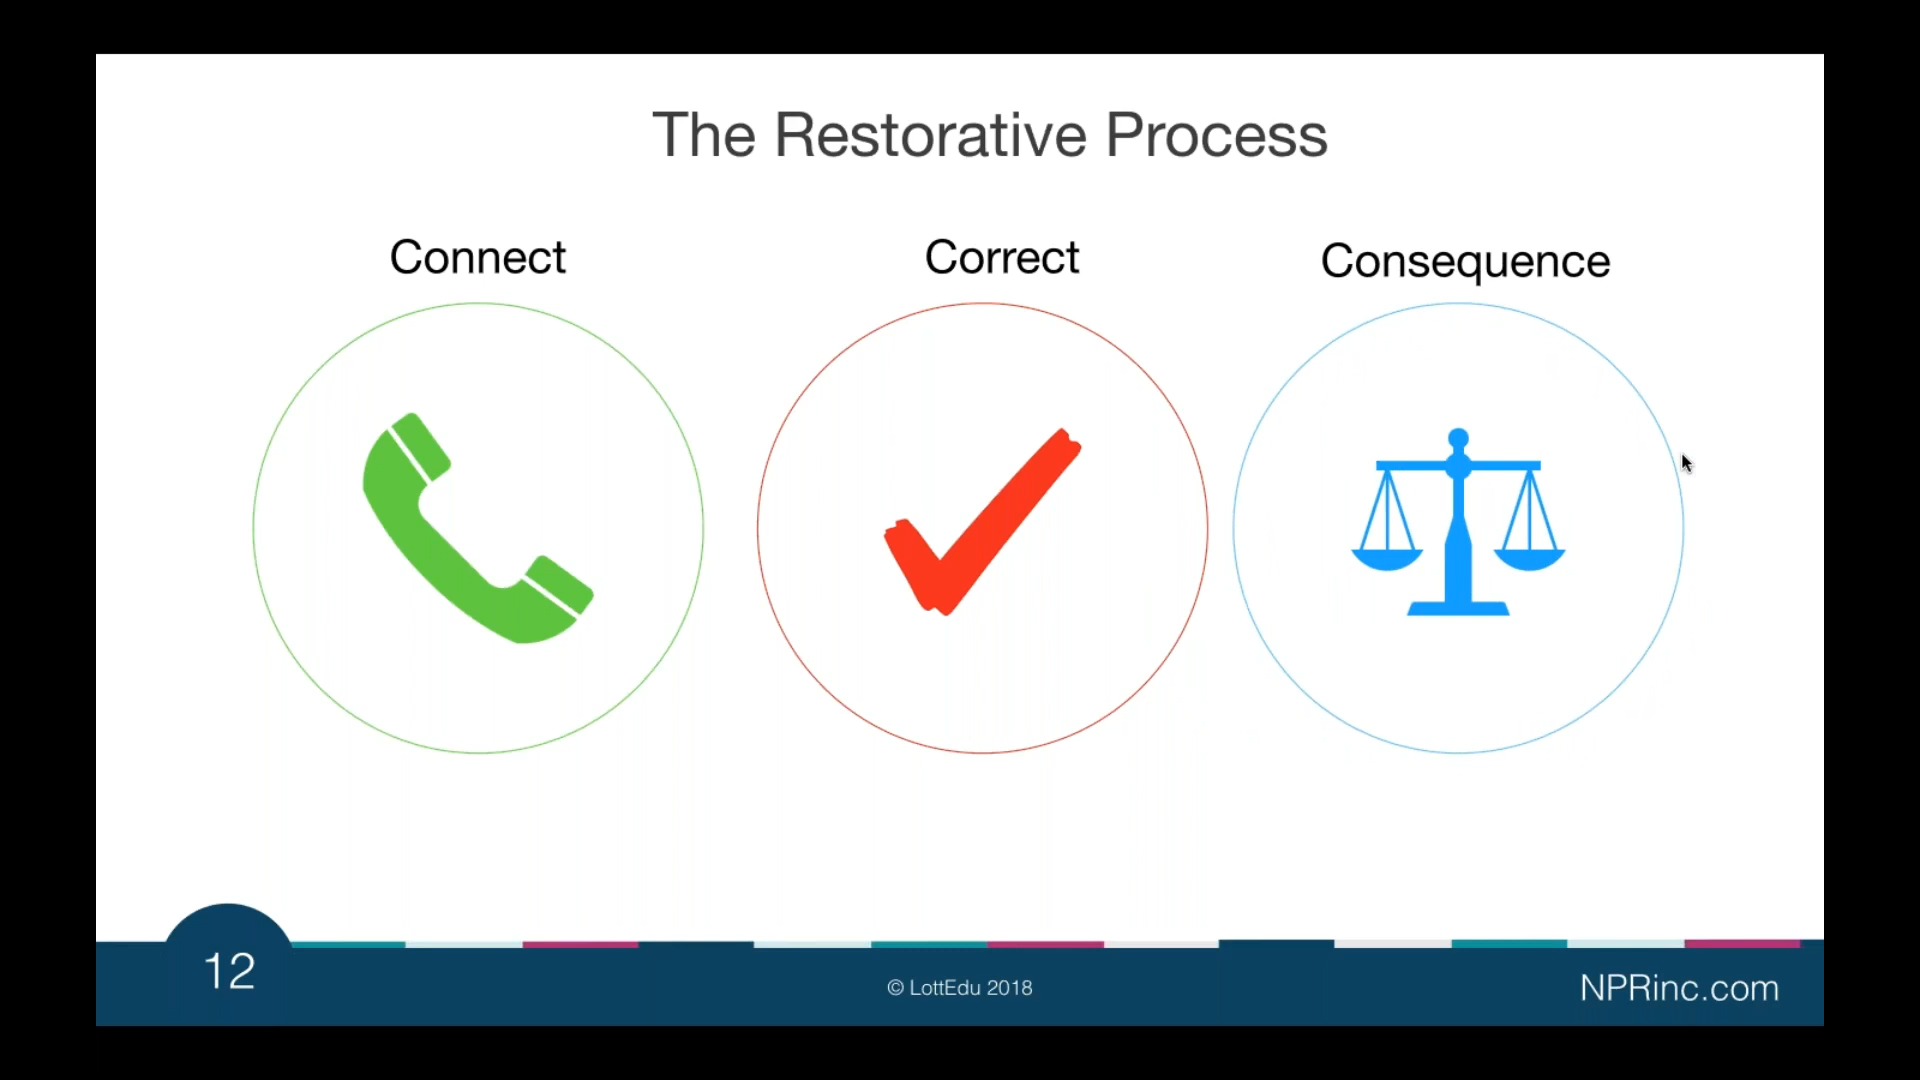 The Restorative Process
Connect
Correct
Consequence
12
© LottEdu 2018
NPRinc.com